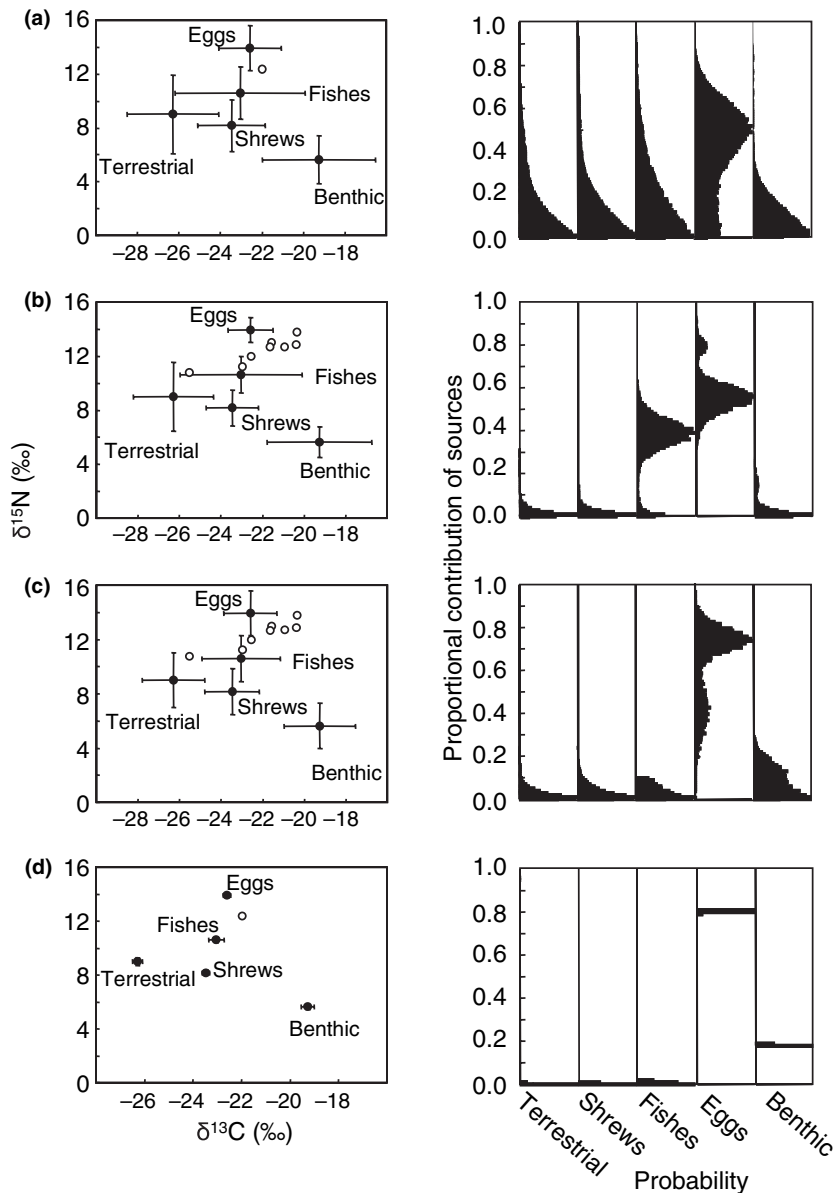 (a)
16
12
8
4
0
Eggs
Fishes
Shrews
Terrestrial
Benthic
−28 −26 −24 −22 −20 −18
1.0
0.8
0.6
0.4
0.2
0.0
(b)
16
12
8
4
0
Eggs
Fishes
Shrews
Terrestrial
Benthic
−28 −26 −24 −22 −20 −18
1.0
0.8
0.6
0.4
0.2
0.0
δ15N (‰)
Proportional contribution of sources
(c)
16
12
8
4
0
Eggs
Fishes
Shrews
Terrestrial
Benthic
−28 −26 −24 −22 −20 −18
1.0
0.8
0.6
0.4
0.2
0.0
(d)
16
12
8
4
0
Eggs
Fishes
Shrews
Terrestrial
Benthic
−26 −24 −22 −20 −18
δ13C (‰)
1.0
0.8
0.6
0.4
0.2
0.0
Terrestrial
Shrews
Fishes
Eggs
Benthic
Probability